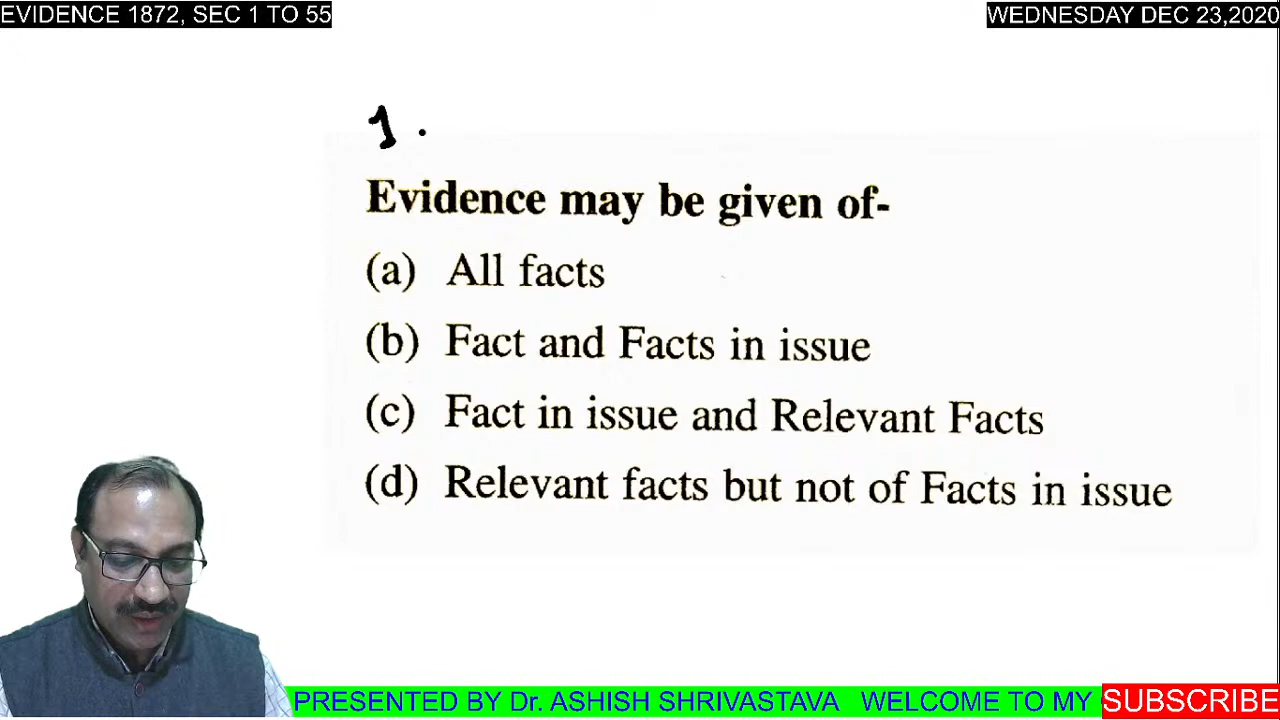 EVIDENCE 1872, SEC 1 TO 55
WEDNESDAY DEC 23,2020
1.
Evidence may be given of-
(a) All facts
(b) Fact and Facts in issue
(c) Fact in issue and Relevant Facts
(d) Relevant facts but not of Facts in issue
PRESENTED BY Dr. ASHISH SHRIVASTAVA WELCOME TO MY
SUBSCRIBE